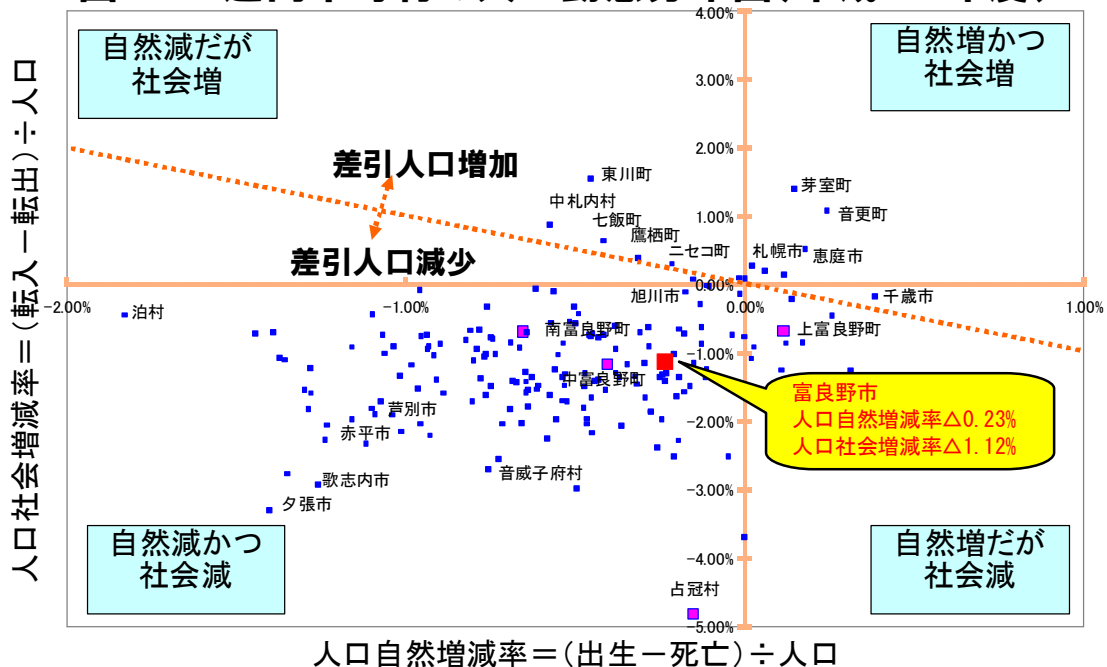 自然減だが
社会増
自然増かつ
社会増
4.00%
3.00%
2.00%
1.00%
0.00%
-1.00%
-2.00%
-3.00%
-4.00%
-5.00%
人口社会増減率＝(転入－転出)÷人口
差引人口増加
差引人口減少
東川町
中札内村
七飯町
鷹栖町
ニセコ町
札幌市
芽室町
音更町
恵庭市
-2.00%
-1.00%
0.00%
1.00%
泊村
旭川市
千歳市
南富良野町
上富良野町
中富良野町
富良野市
人口自然増減率△0.23%
人口社会増減率△1.12%
芦別市
赤平市
音威子府村
歌志内市
夕張市
自然減かつ
社会減
自然増だが
社会減
占冠村
人口自然増減率＝(出生－死亡)÷人口